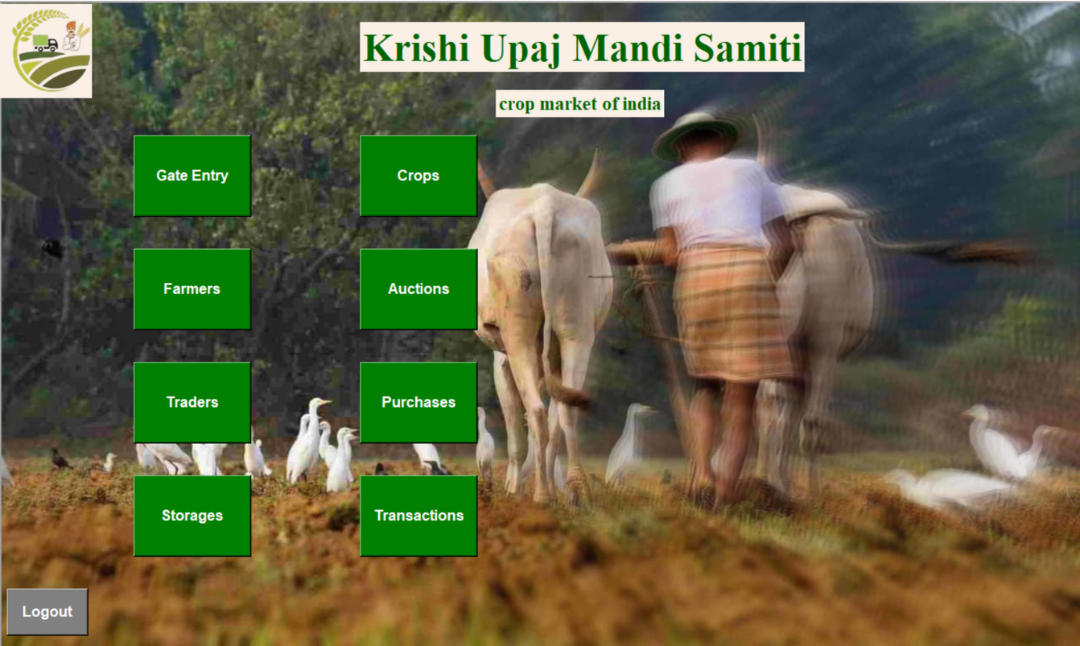 Krishi Upaj Mandi Samiti
crop market of india
Gate Entry
Crops
Farmers
Auctions
Traders
Purchases
Storages
Transactions
Logout